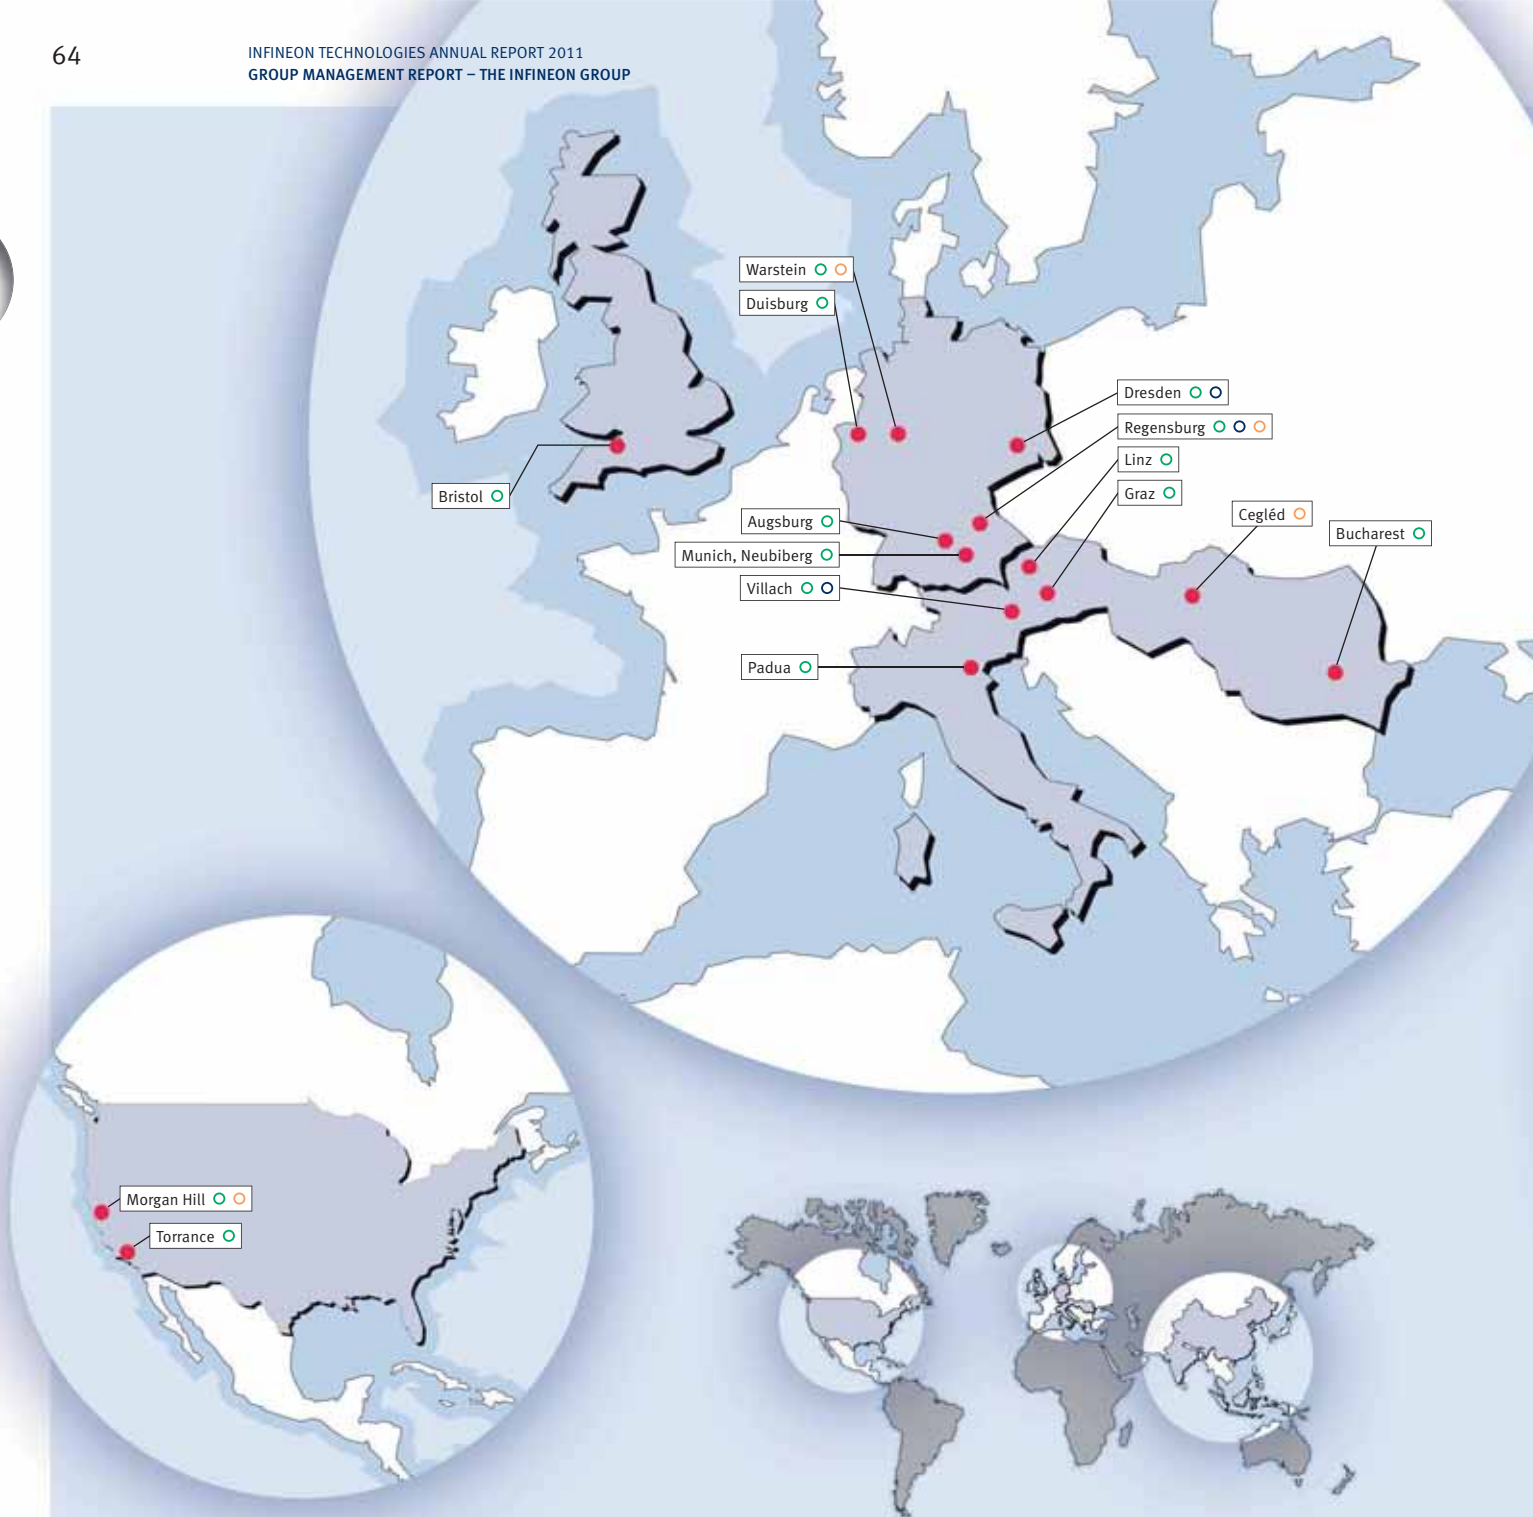 64
INFINEON TECHNOLOGIES ANNUAL REPORT 2011
GROUP MANAGEMENT REPORT – THE INFINEON GROUP
Warstein
Duisburg
Dresden
Regensburg
Linz
Graz
Bristol
Cegléd
Augsburg
Bucharest
Munich, Neubiberg
Villach
Padua
Morgan Hill
Torrance